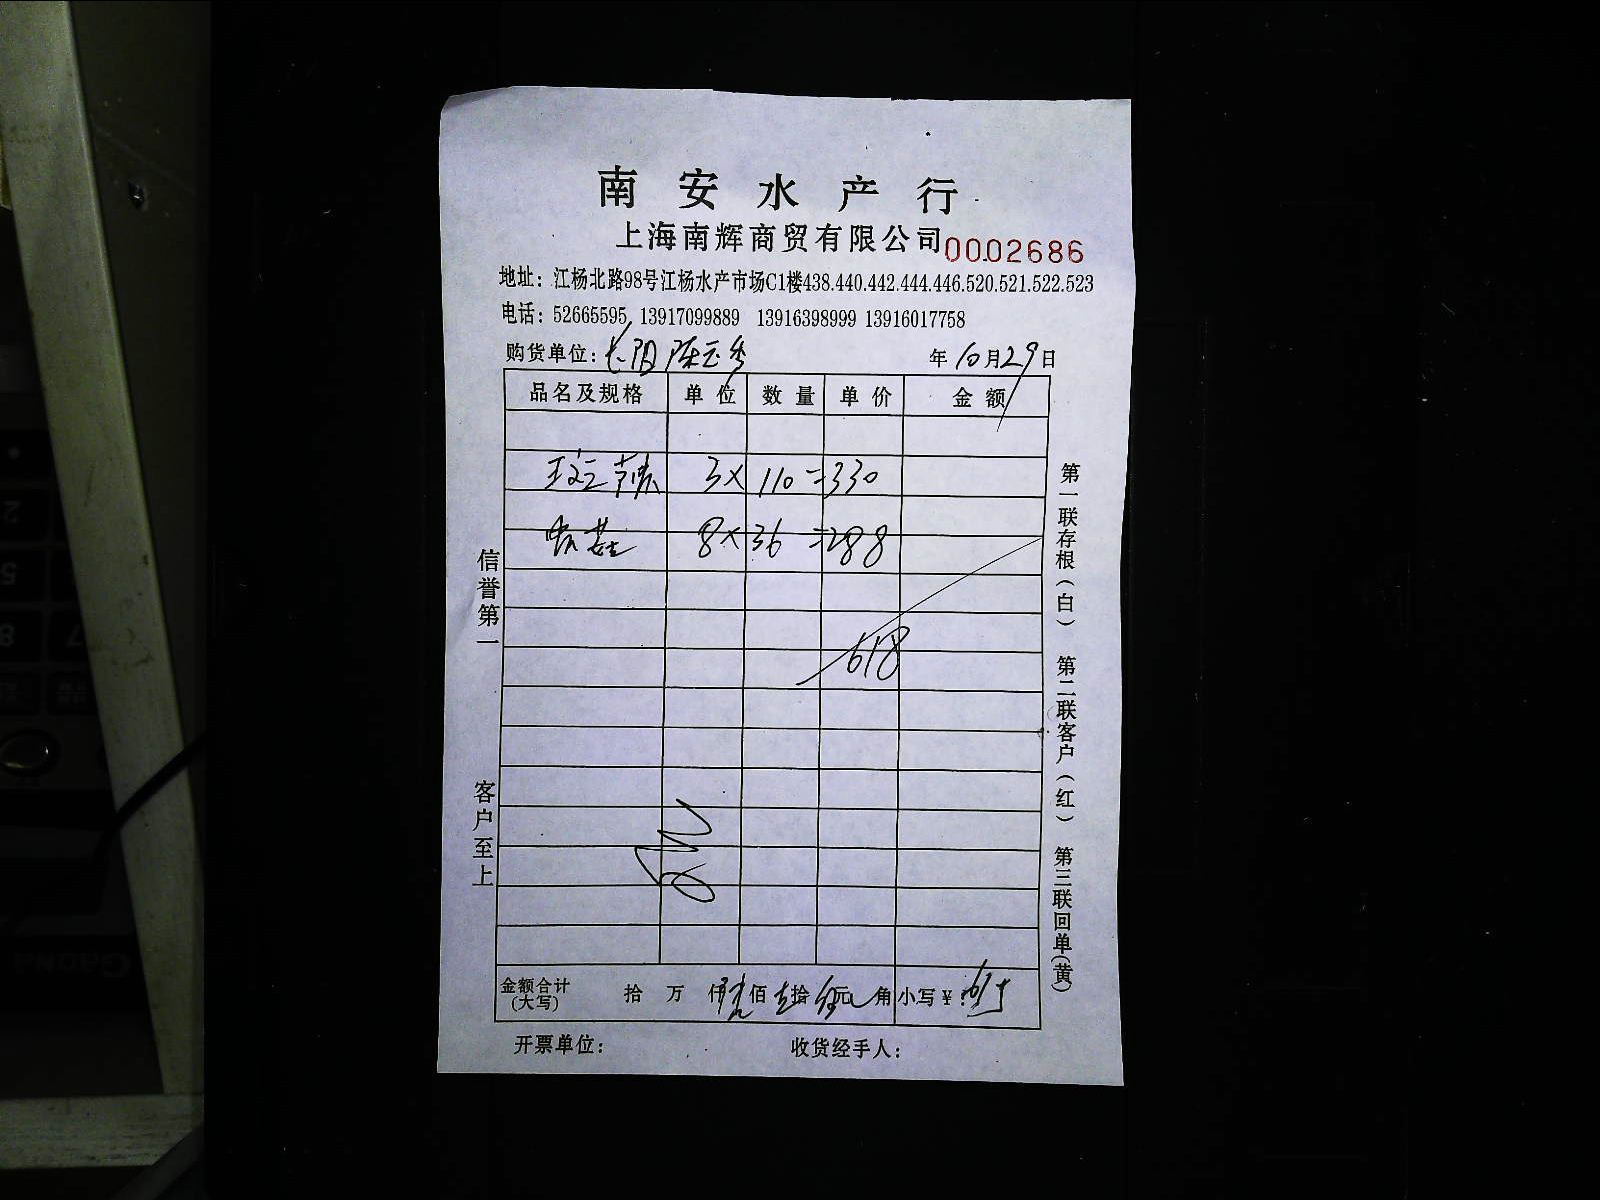 南安水产行
上海南辉商贸有限公司 0002686
地址：江杨北路98号江杨水产市场C1楼438.440.442.444.446.520.521.522.523
电话：52665595 13917099889 13916398999 13916017758
购货单位：长阳陈玉秀 年10月29日
品名及规格 单位 数量 单价 金额
3× 110 =330
8×36 =288
618
金额合计(大写) 拾 万 仟 佰 拾 元 角 小写¥:615
开票单位： 收货经手人：
信誉第一 客户至上
第一联存根（白） 第二联客户（红） 第三联回单(黄)